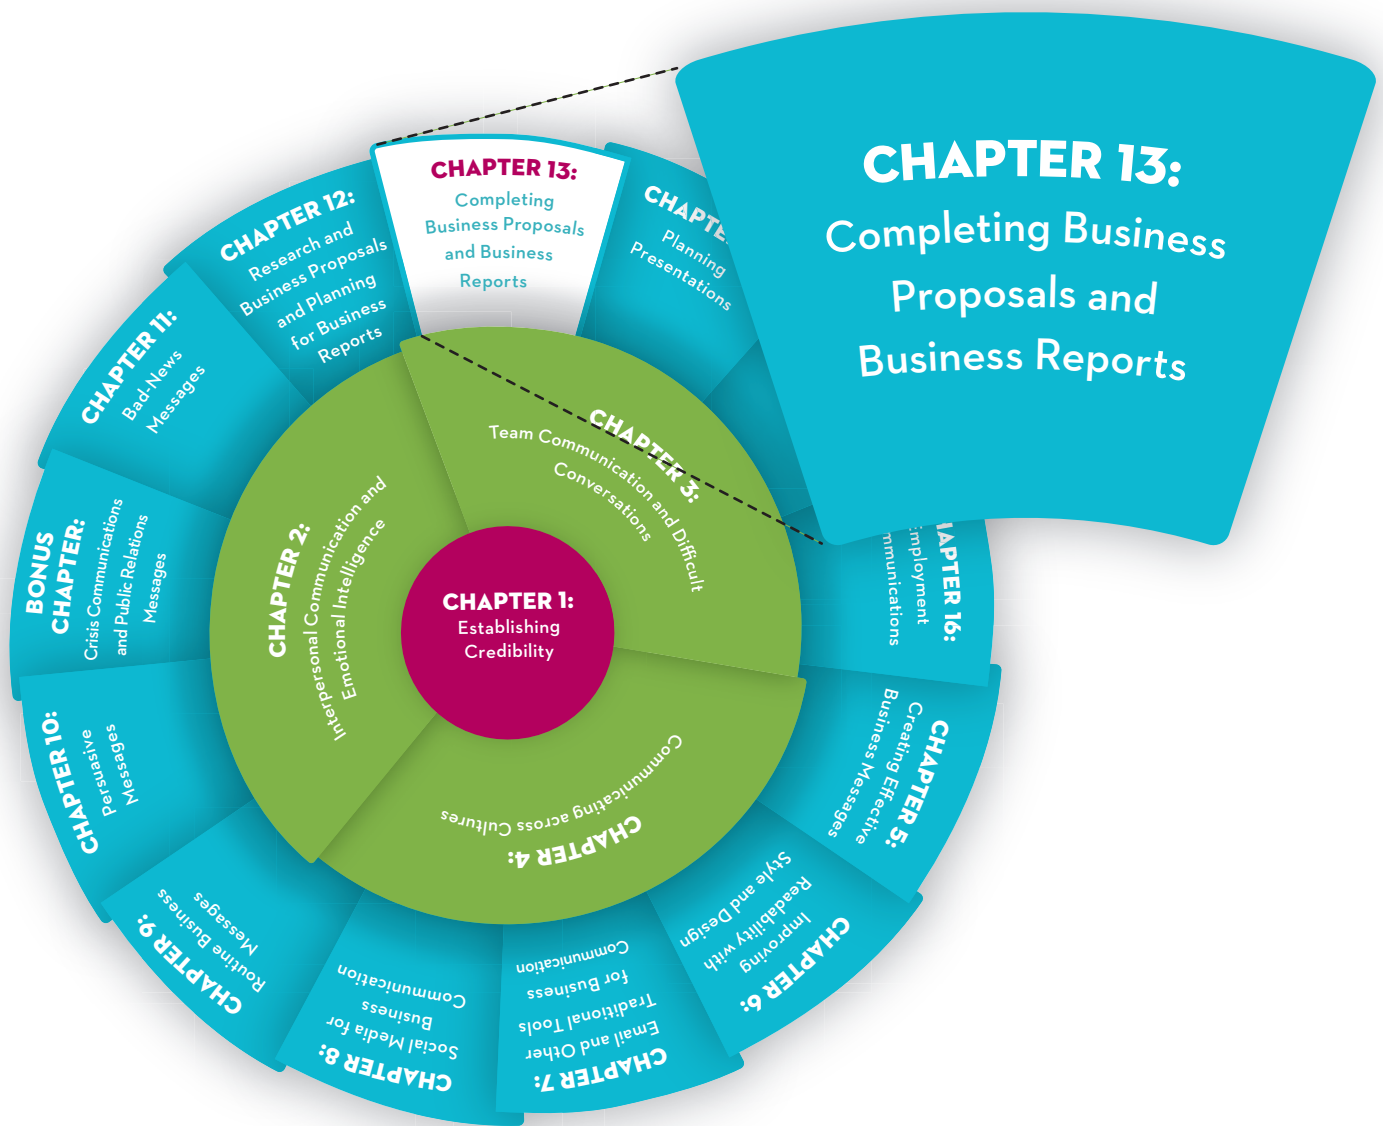 CHAPTER 13:
Completing Business
Proposals and
Business Reports
CHAPTER 13:
Completing
Business Proposals
and Business
Reports
Planning
Presentations
CHAPTER 16:
Employment
CHAPTER 5:
Creating Effective
Business Messages
CHAPTER 6:
Improving
Readability with
Style and Design
CHAPTER 7:
Email and Other
Traditional Tools
for Business
Communication
CHAPTER 8:
Social Media for
Business
Communication
CHAPTER 9:
Routine Business
Messages
CHAPTER 10:
Persuasive
Messages
BONUS
CHAPTER:
Crisis Communications
and Public Relations
Messages
CHAPTER 11:
Bad-News
Messages
CHAPTER 12:
Research and
Business Proposals
and Planning
for Business
Reports
CHAPTER 2:
Interpersonal Communication and
Emotional Intelligence
CHAPTER 3:
Team Communication and Difficult
Conversations
CHAPTER 4:
Communicating across Cultures
CHAPTER 1:
Establishing
Credibility